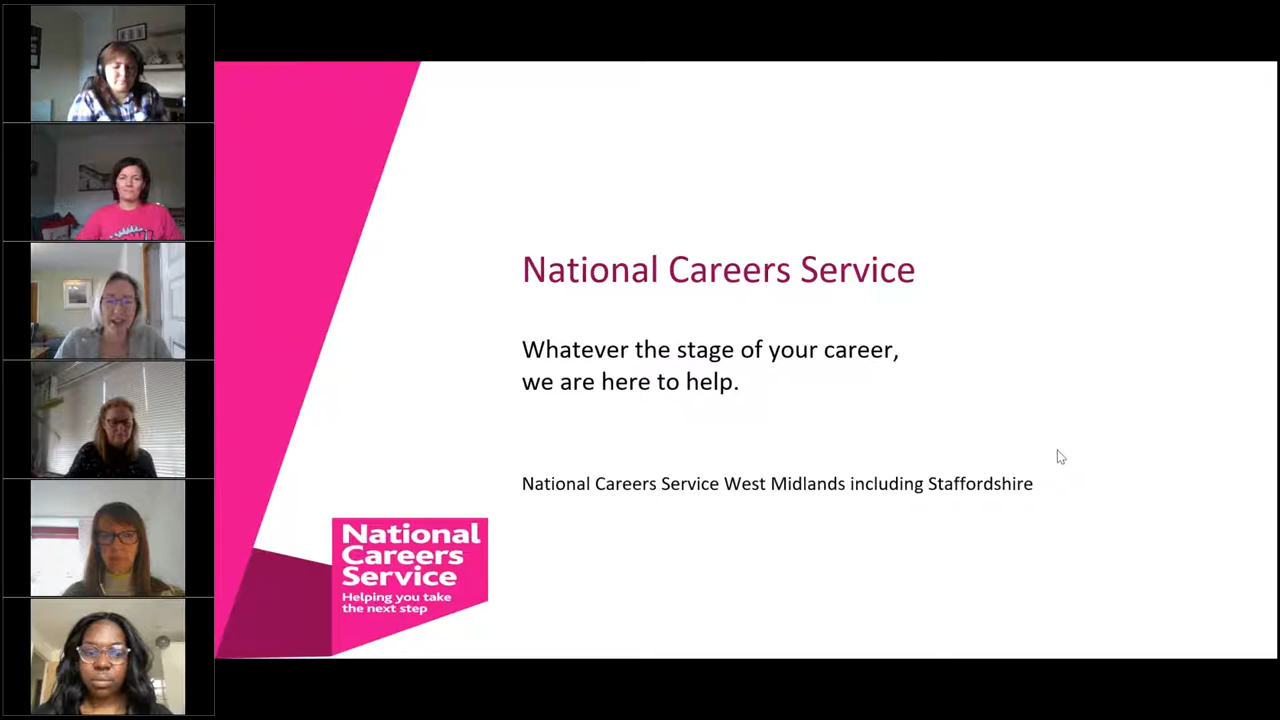 National Careers Service
Whatever the stage of your career,
we are here to help.
National Careers Service West Midlands including Staffordshire
National
Careers
Service
Helping you take
the next step